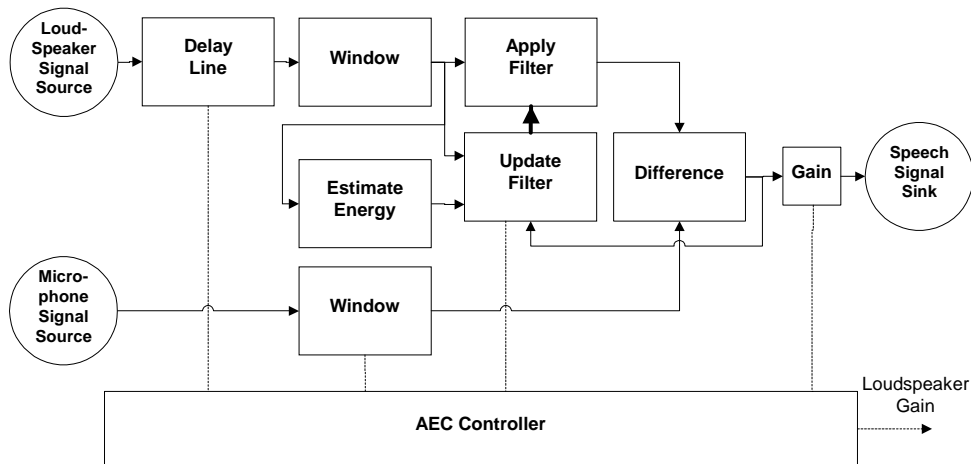 Loud-
Speaker
Signal
Source
Delay
Line
Window
Apply
Filter
Estimate
Energy
Update
Filter
Difference
Gain
Speech
Signal
Sink
Micro-
phone
Signal
Source
Window
AEC Controller
Loudspeaker
Gain